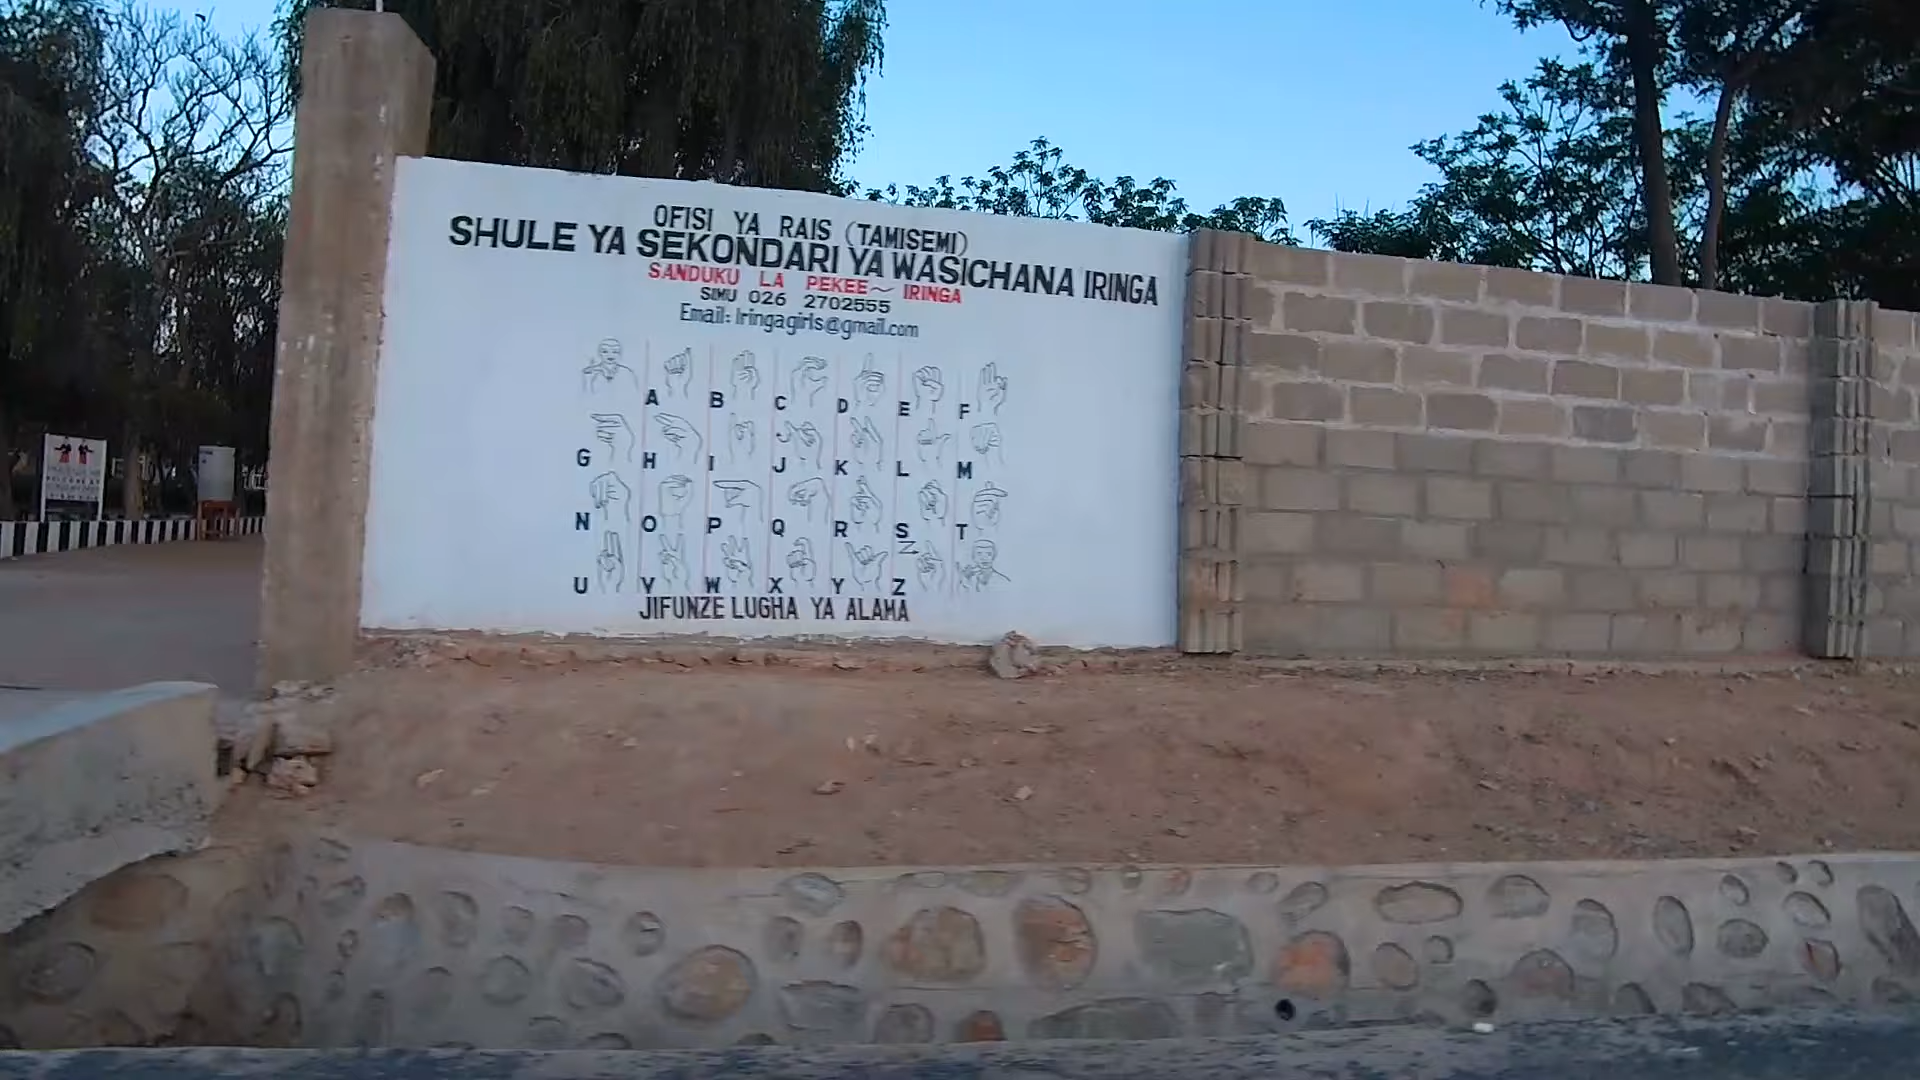 OFISI YA RAIS (TAMISEMI)
SHULE YA SEKONDARI YA WASICHANA IRINGA
SANDUKU LA PEKEE~ IRINGA
SIMU 026 2702555
Email: Iringagirls@gmail.com
A B C D E F
G H I J K L M
N O P Q R S T
U V W X Y Z
JIFUNZE LUGHA YA ALAMA